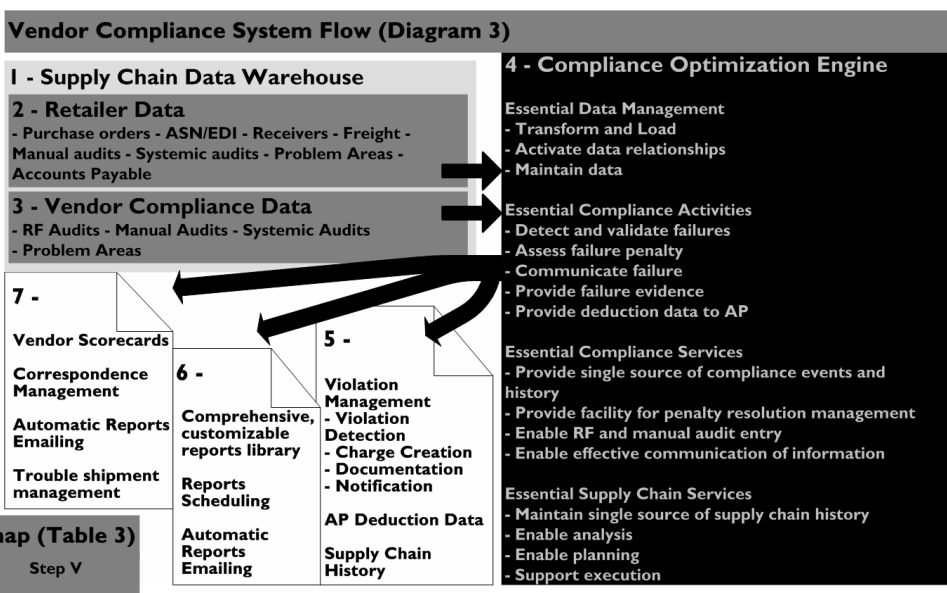 Vendor Compliance System Flow (Diagram 3)
1 - Supply Chain Data Warehouse
2 - Retailer Data
- Purchase orders - ASN/EDI - Receivers - Freight -
Manual audits - Systemic audits - Problem Areas -
Accounts Payable
3 - Vendor Compliance Data
- RF Audits - Manual Audits - Systemic Audits
- Problem Areas
4 - Compliance Optimization Engine
Essential Data Management
- Transform and Load
- Activate data relationships
- Maintain data
Essential Compliance Activities
- Detect and validate failures
- Assess failure penalty
- Communicate failure
- Provide failure evidence
- Provide deduction data to AP
Essential Compliance Services
- Provide single source of compliance events and
history
- Provide facility for penalty resolution management
- Enable RF and manual audit entry
- Enable effective communication of information
Essential Supply Chain Services
- Maintain single source of supply chain history
- Enable analysis
- Enable planning
- Support execution
7 -
Vendor Scorecards
Correspondence
Management
Automatic Reports
Emailing
Trouble shipment
management
6 -
Comprehensive,
customizable
reports library
Reports
Scheduling
Automatic
Reports
Emailing
5 -
Violation
Management
- Violation
Detection
- Charge Creation
- Documentation
- Notification
AP Deduction Data
Supply Chain
History
(Table 3)
Step V